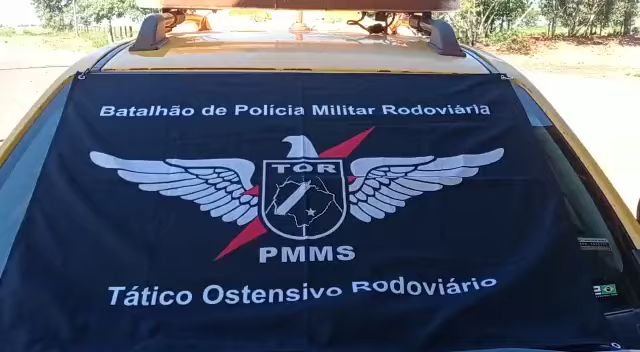 Batalhão de Polícia Militar Rodoviária
TOR
PMMS
Tático Ostensivo Rodoviário